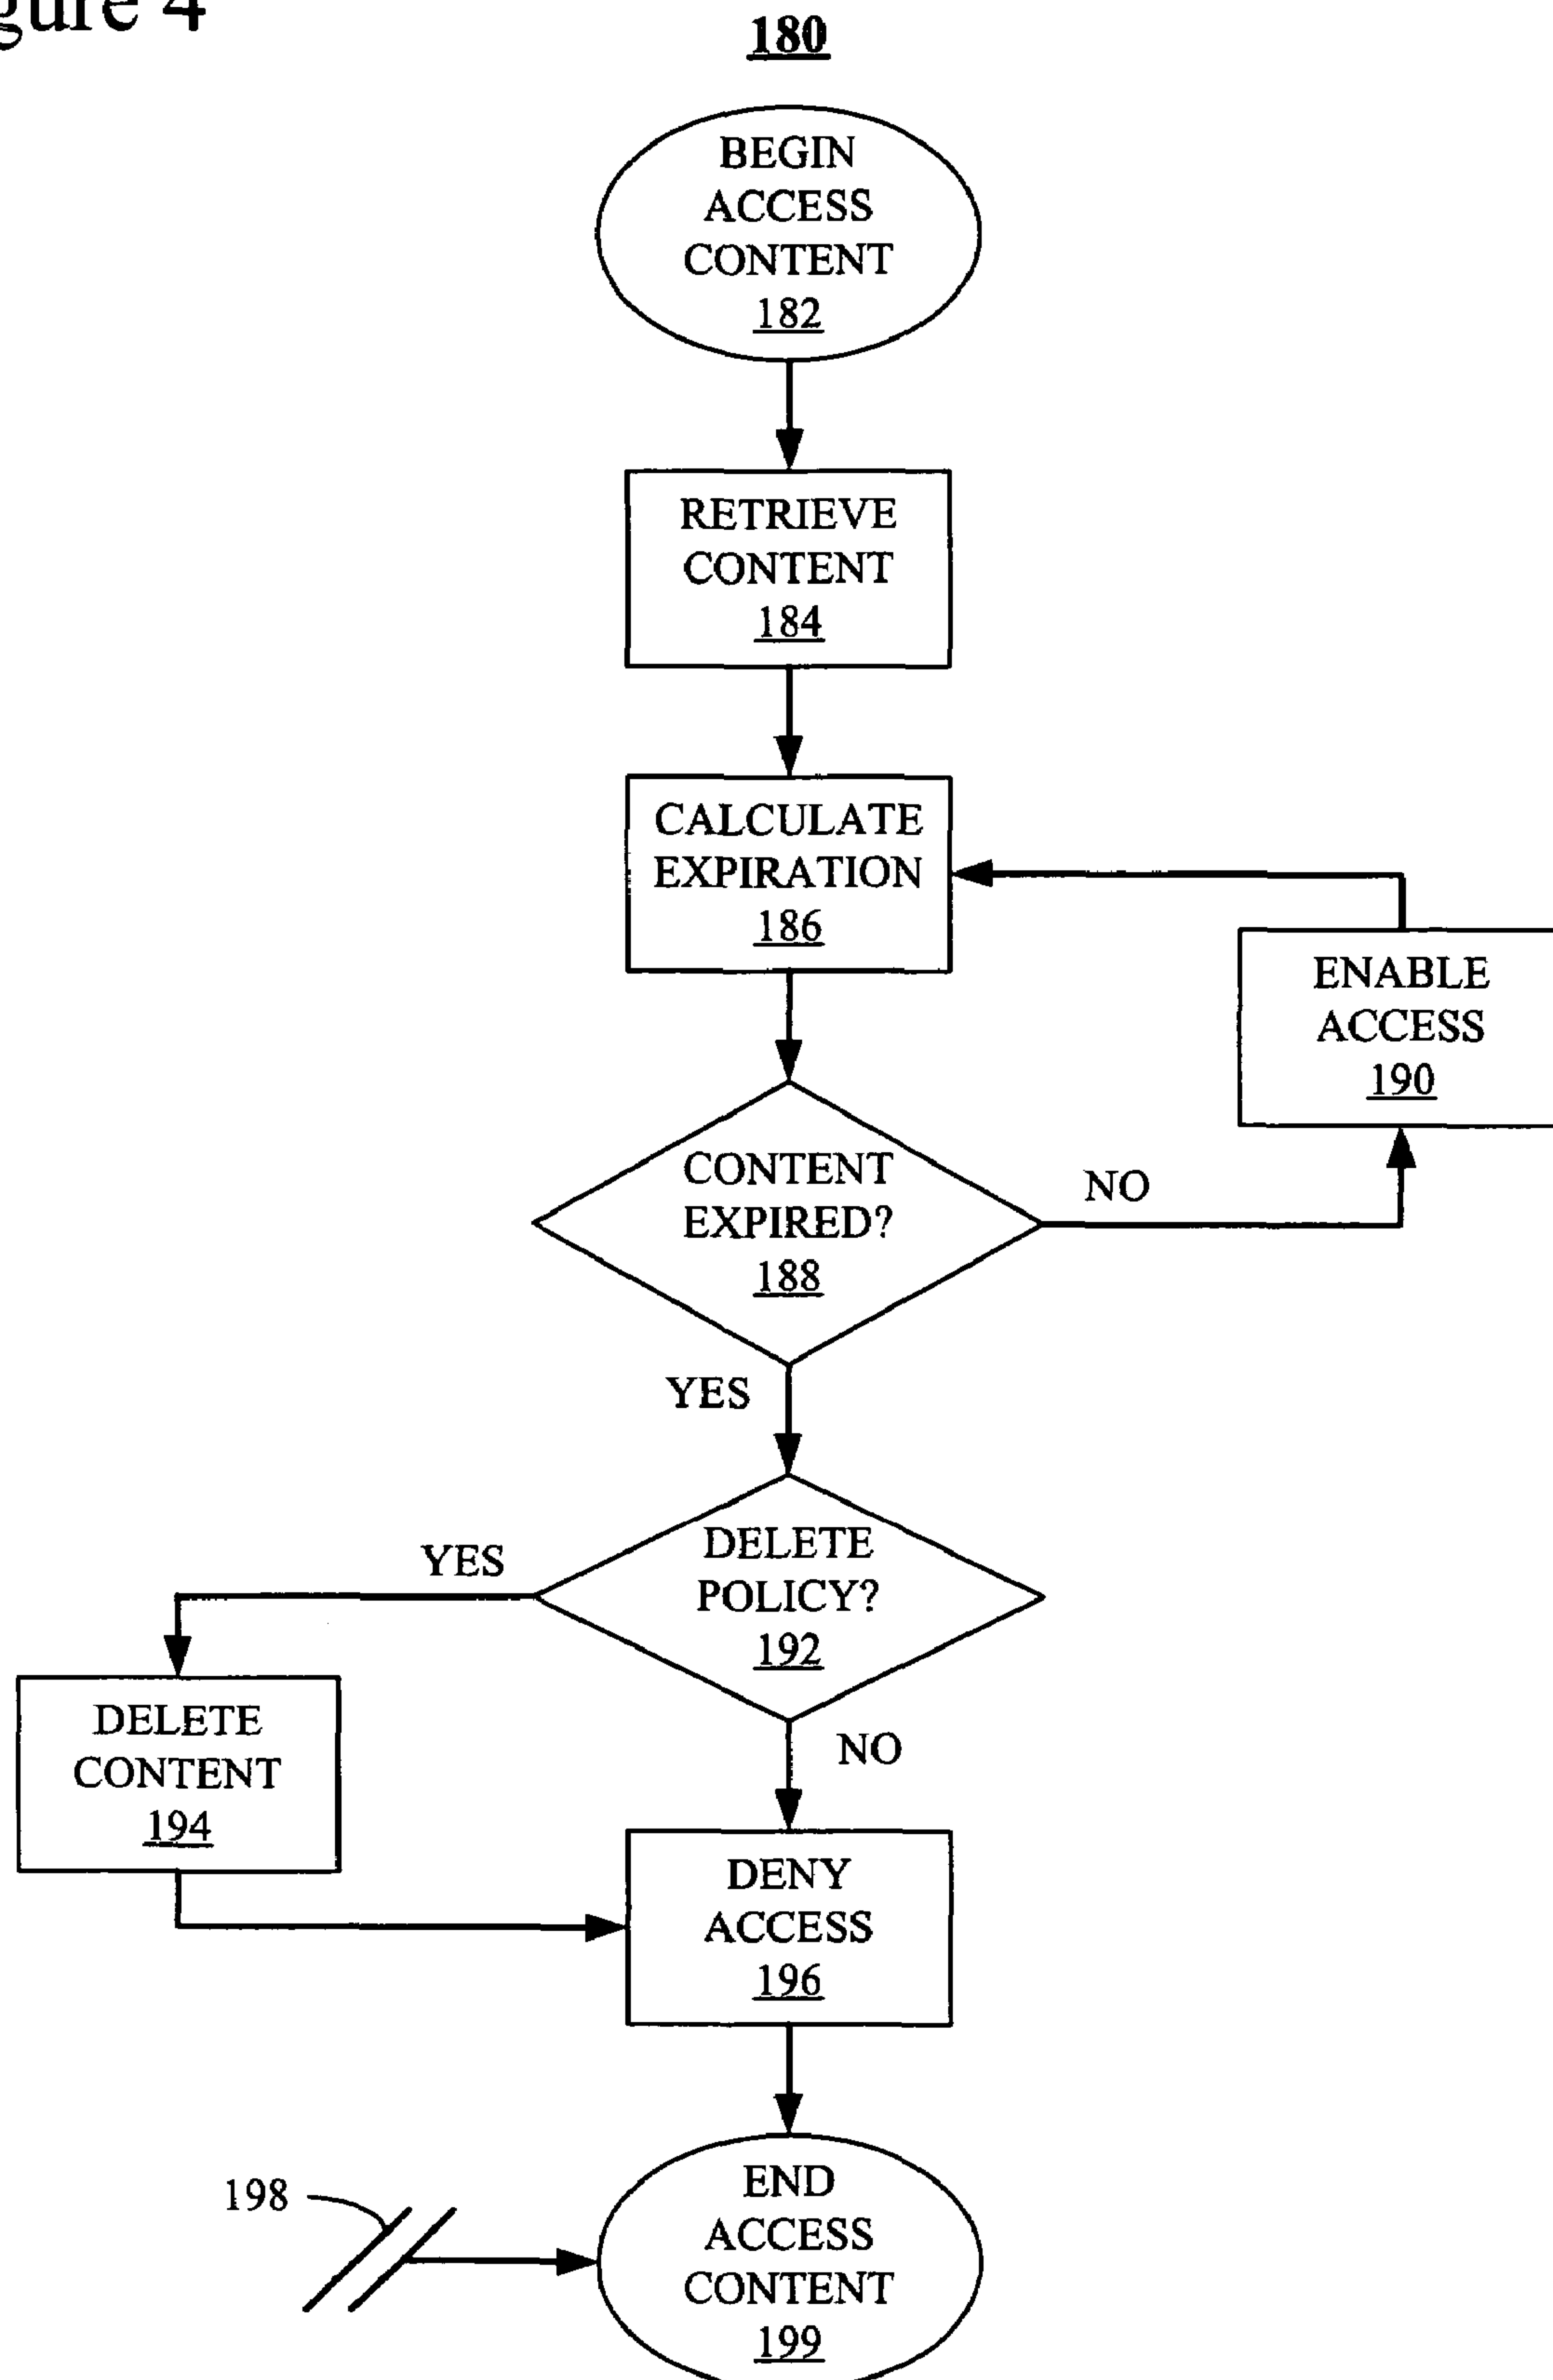 gure 4
180
BEGIN
ACCESS
CONTENT
182
RETRIEVE
CONTENT
184
CALCULATE
EXPIRATION
186
ENABLE
ACCESS
190
CONTENT
EXPIRED?
188
NO
YES
DELETE
POLICY?
192
YES
NO
DELETE
CONTENT
194
DENY
ACCESS
196
198
END
ACCESS
CONTENT
199